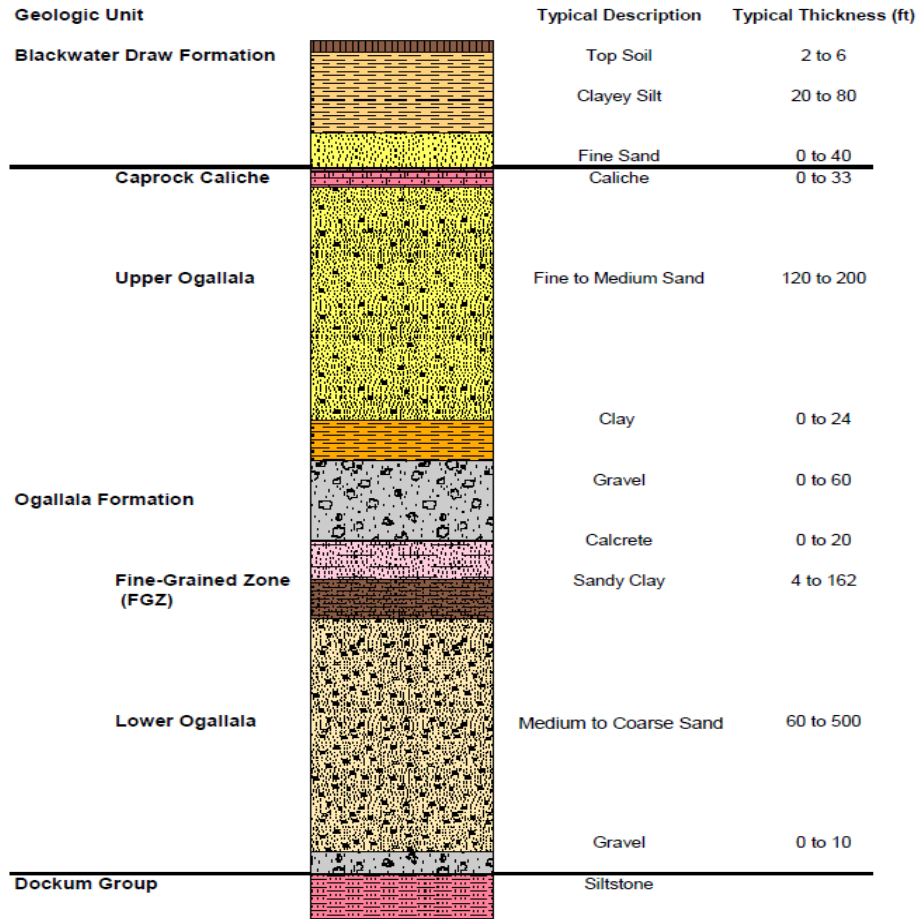 Geologic Unit Typical Description Typical Thickness (ft)
Blackwater Draw Formation Top Soil 2 to 6
Clayey Silt 20 to 80
Fine Sand 0 to 40
Caprock Caliche Caliche 0 to 33
Upper Ogallala Fine to Medium Sand 120 to 200
Clay 0 to 24
Gravel 0 to 60
Ogallala Formation
Calcrete 0 to 20
Fine-Grained Zone Sandy Clay 4 to 162
(FGZ)
Lower Ogallala Medium to Coarse Sand 60 to 500
Gravel 0 to 10
Dockum Group Siltstone